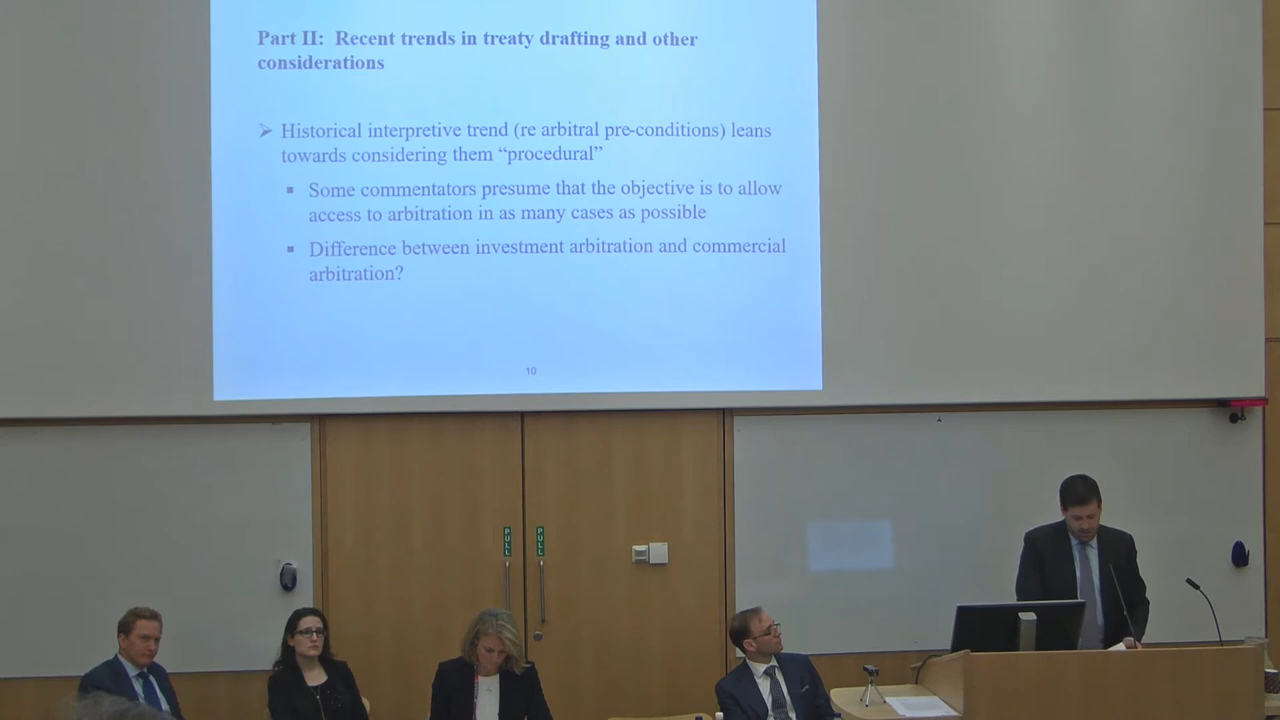 Part II: Recent trends in treaty drafting and other
considerations
➢ Historical interpretive trend (re arbitral pre-conditions) leans
towards considering them “procedural”
▪ Some commentators presume that the objective is to allow
access to arbitration in as many cases as possible
▪ Difference between investment arbitration and commercial
arbitration?
10
PULL
PULL